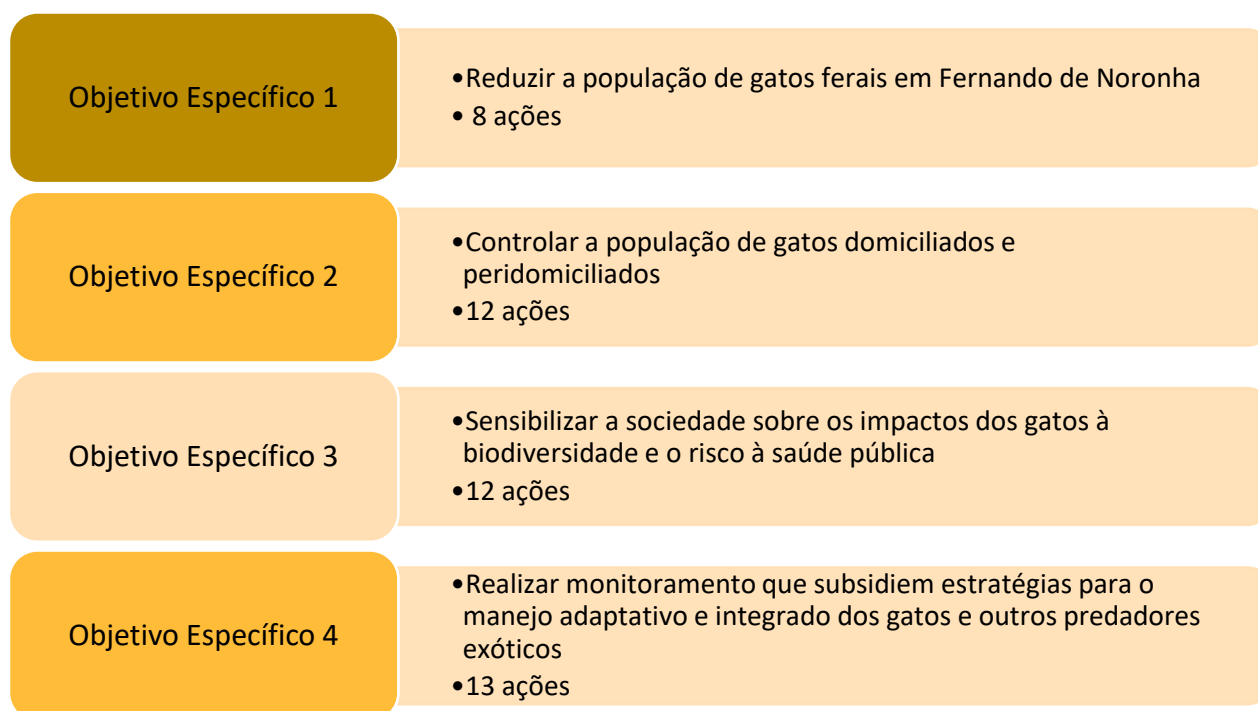 Objetivo Específico 1
•Reduzir a população de gatos ferais em Fernando de Noronha
• 8 ações
Objetivo Específico 2
•Controlar a população de gatos domiciliados e
peridomiciliados
•12 ações
Objetivo Específico 3
•Sensibilizar a sociedade sobre os impactos dos gatos à
biodiversidade e o risco à saúde pública
•12 ações
Objetivo Específico 4
•Realizar monitoramento que subsidiem estratégias para o
manejo adaptativo e integrado dos gatos e outros predadores
exóticos
•13 ações